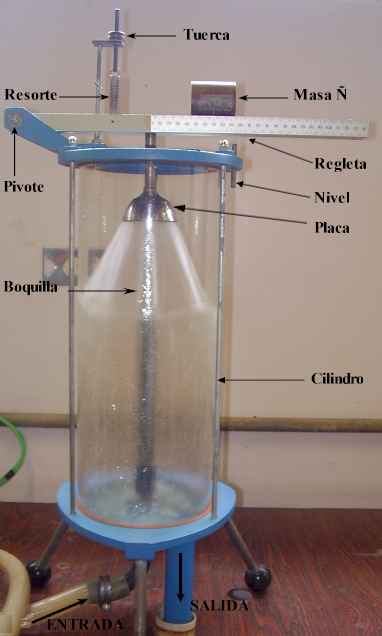 Tuerca
Resorte
Masa Ñ
Regleta
Pivote
Nivel
Placa
Boquilla
Cilindro
SALIDA
ENTRADA